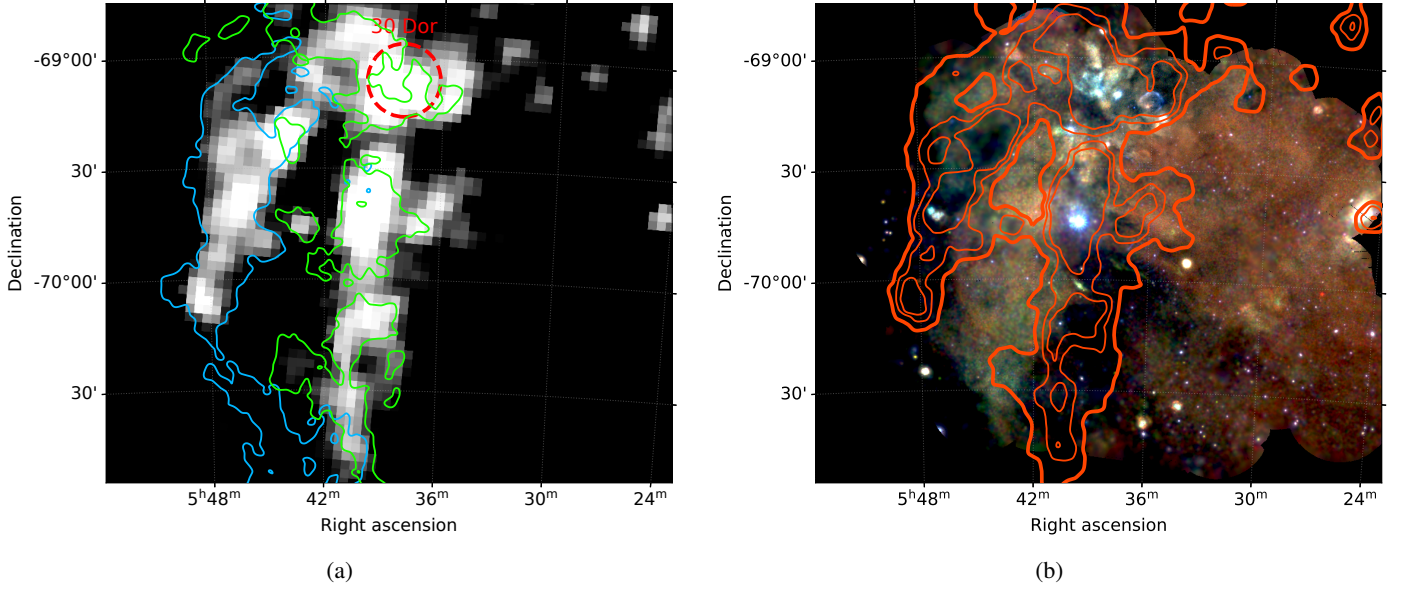 30 Dor
-69°00'
30'
-70°00'
30'
Declination
5ʰ48ᵐ 42ᵐ 36ᵐ 30ᵐ 24ᵐ
Right ascension
(a)
-69°00'
30'
-70°00'
30'
Declination
5ʰ48ᵐ 42ᵐ 36ᵐ 30ᵐ 24ᵐ
Right ascension
(b)